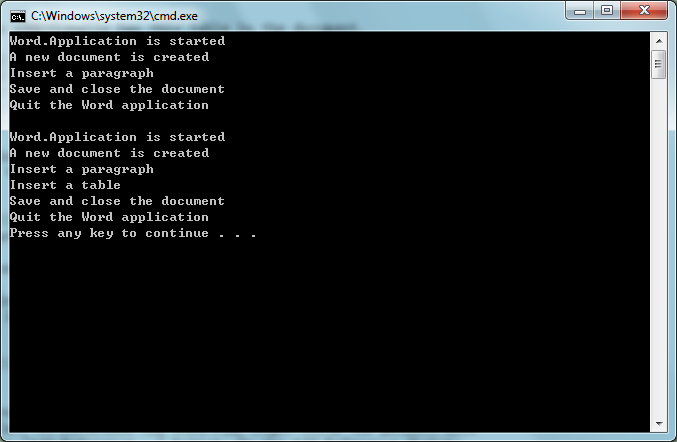 C:\Windows\system32\cmd.exe
Word.Application is started
A new document is created
Insert a paragraph
Save and close the document
Quit the Word application
Word.Application is started
A new document is created
Insert a paragraph
Insert a table
Save and close the document
Quit the Word application
Press any key to continue . . .